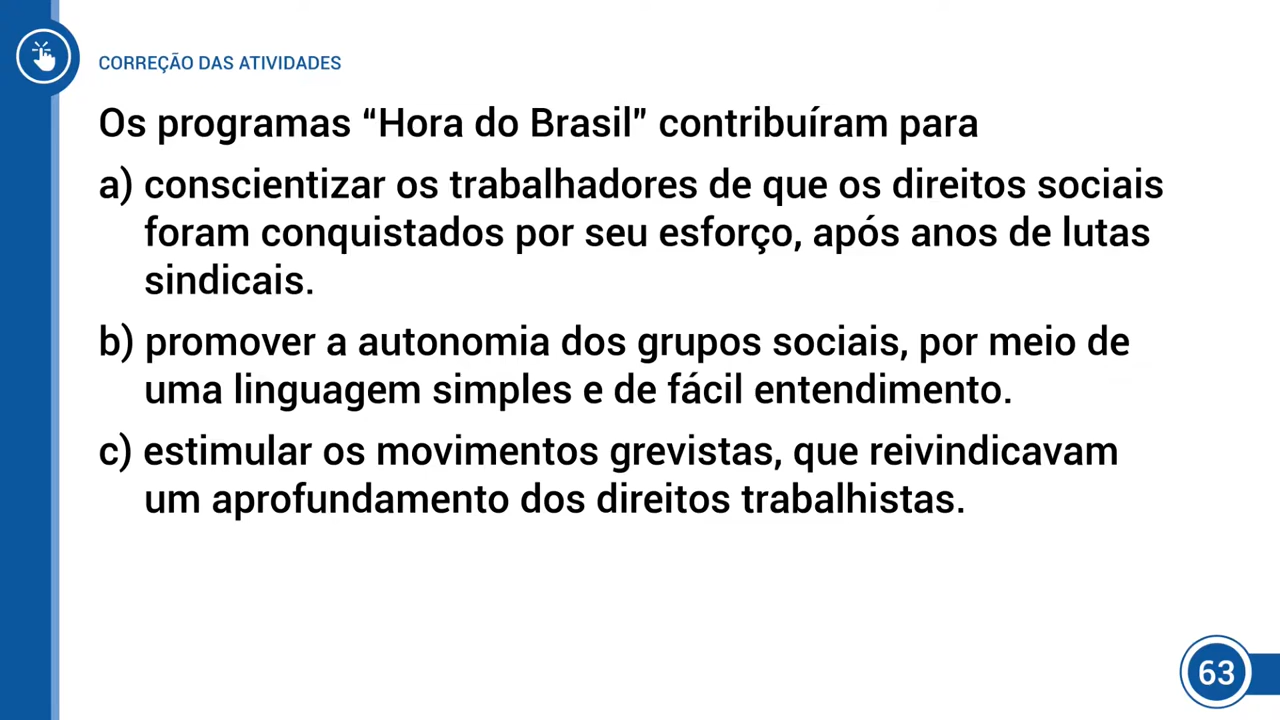 CORREÇÃO DAS ATIVIDADES
Os programas “Hora do Brasil” contribuíram para
a) conscientizar os trabalhadores de que os direitos sociais
foram conquistados por seu esforço, após anos de lutas
sindicais.
b) promover a autonomia dos grupos sociais, por meio de
uma linguagem simples e de fácil entendimento.
c) estimular os movimentos grevistas, que reivindicavam
um aprofundamento dos direitos trabalhistas.
63